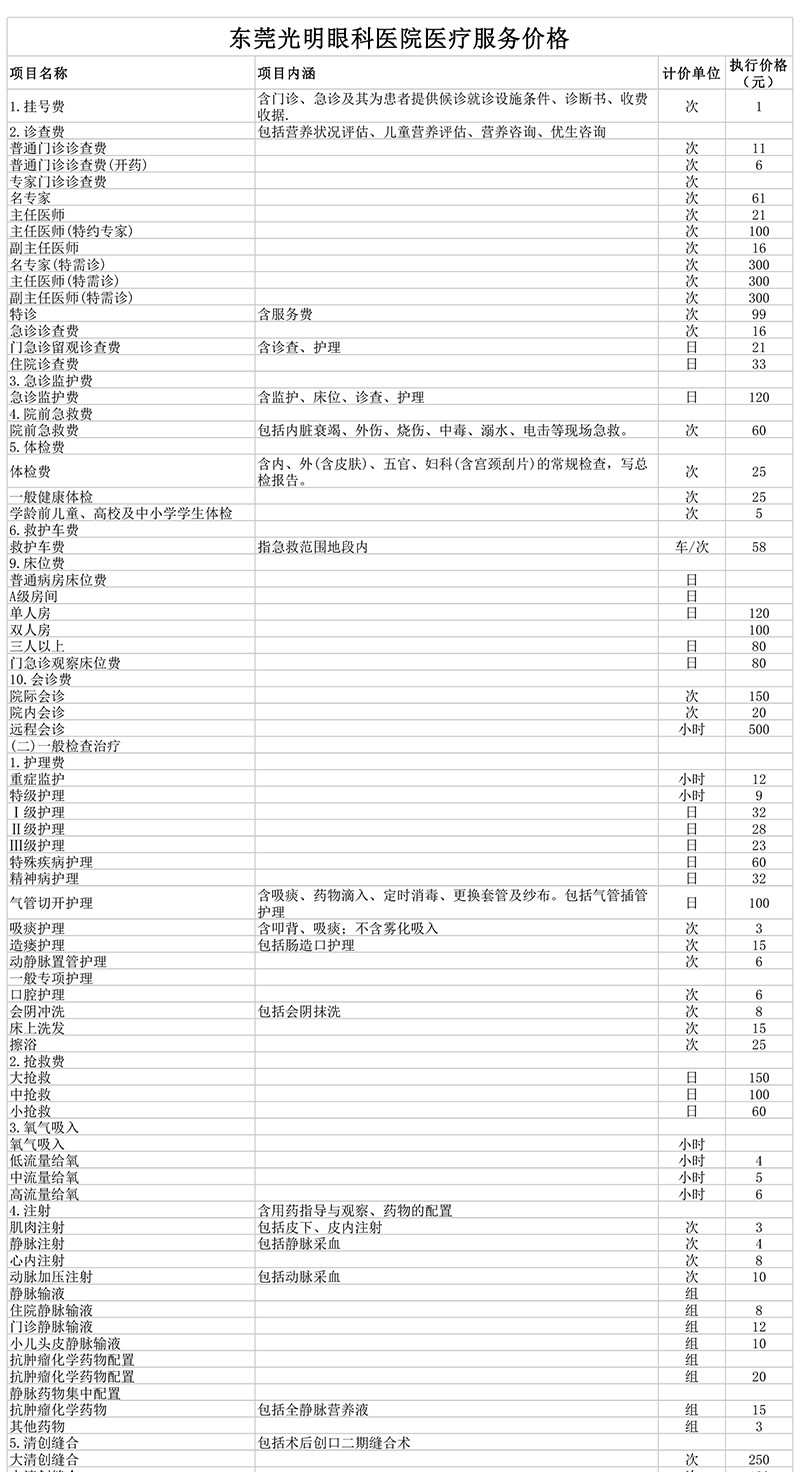 东莞光明眼科医院医疗服务价格
项目名称 项目内涵 计价单位 执行价格（元）
1.挂号费 含门诊、急诊及其为患者提供候诊就诊设施条件、诊断书、收费收据. 次 1
2.诊查费 包括营养状况评估、儿童营养评估、营养咨询、优生咨询
普通门诊诊查费 次 11
普通门诊诊查费(开药) 次 6
专家门诊诊查费 次
名专家 次 61
主任医师 次 21
主任医师(特约专家) 次 100
副主任医师 次 16
名专家(特需诊) 次 300
主任医师(特需诊) 次 300
副主任医师(特需诊) 次 300
特诊 含服务费 次 99
急诊诊查费 次 16
门急诊留观诊查费 含诊查、护理 日 21
住院诊查费 日 33
3.急诊监护费
急诊监护费 含监护、床位、诊查、护理 日 120
4.院前急救费
院前急救费 包括内脏衰竭、外伤、烧伤、中毒、溺水、电击等现场急救。 次 60
5.体检费
体检费 含内、外(含皮肤)、五官、妇科(含宫颈刮片)的常规检查，写总检报告。 次 25
一般健康体检 次 25
学龄前儿童、高校及中小学学生体检 次 5
6.救护车费
救护车费 指急救范围地段内 车/次 58
9.床位费
普通病房床位费 日
A级房间 日
单人房 日 120
双人房 100
三人以上 日 80
门急诊观察床位费 日 80
10.会诊费
院际会诊 次 150
院内会诊 次 20
远程会诊 小时 500
(二)一般检查治疗
1.护理费
重症监护 小时 12
特级护理 小时 9
Ⅰ级护理 日 32
Ⅱ级护理 日 28
Ⅲ级护理 日 23
特殊疾病护理 日 60
精神病护理 日 32
气管切开护理 含吸痰、药物滴入、定时消毒、更换套管及纱布。包括气管插管护理 日 100
吸痰护理 含叩背、吸痰；不含雾化吸入 次 3
造瘘护理 包括肠造口护理 次 15
动静脉置管护理 次 6
一般专项护理
口腔护理 次 6
会阴冲洗 包括会阴抹洗 次 8
床上洗发 次 15
擦浴 次 25
2.抢救费
大抢救 日 150
中抢救 日 100
小抢救 日 60
3.氧气吸入
氧气吸入 小时
低流量给氧 小时 4
中流量给氧 小时 5
高流量给氧 小时 6
4.注射 含用药指导与观察、药物的配置
肌肉注射 包括皮下、皮内注射 次 3
静脉注射 包括静脉采血 次 4
心内注射 次 8
动脉加压注射 包括动脉采血 次 10
静脉输液 组
住院静脉输液 组 8
门诊静脉输液 组 12
小儿头皮静脉输液 组 10
抗肿瘤化学药物配置 组
抗肿瘤化学药物配置 组 20
静脉药物集中配置
抗肿瘤化学药物 包括全静脉营养液 组 15
其他药物 组 3
5.清创缝合 包括术后创口二期缝合术
大清创缝合 次 250